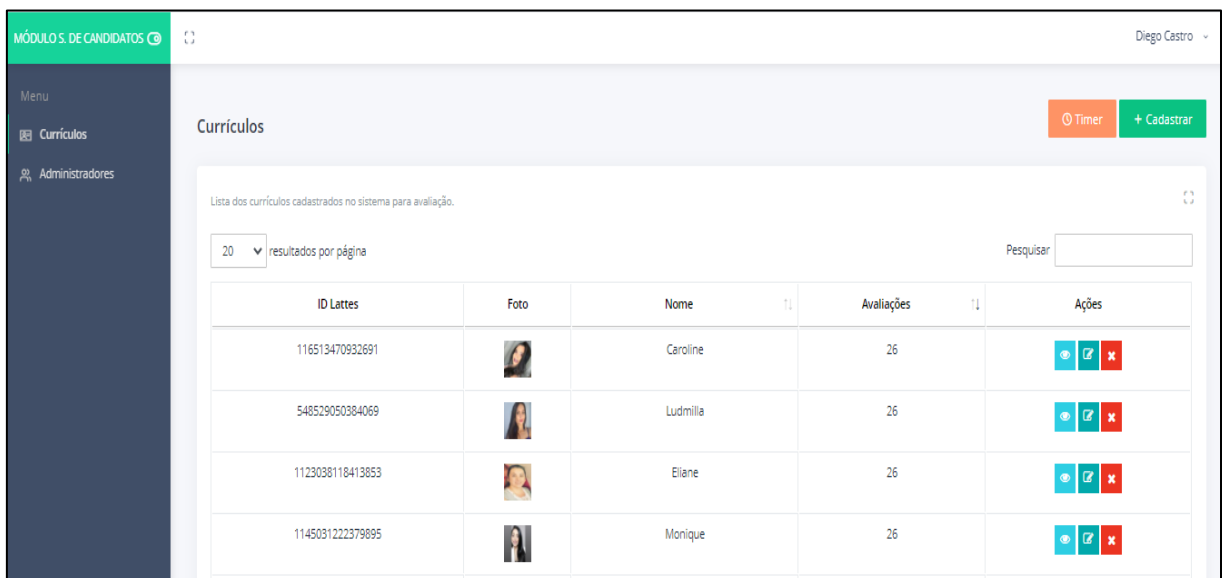 MÓDULO S. DE CANDIDATOS
Diego Castro
Menu
Currículos
Administradores
Currículos
Timer
+ Cadastrar
Lista dos currículos cadastrados no sistema para avaliação.
20 resultados por página
Pesquisar
ID Lattes Foto Nome Avaliações Ações
116513470932691 Caroline 26
548529050384069 Ludmilla 26
1123038118413853 Eliane 26
1145031222379895 Monique 26